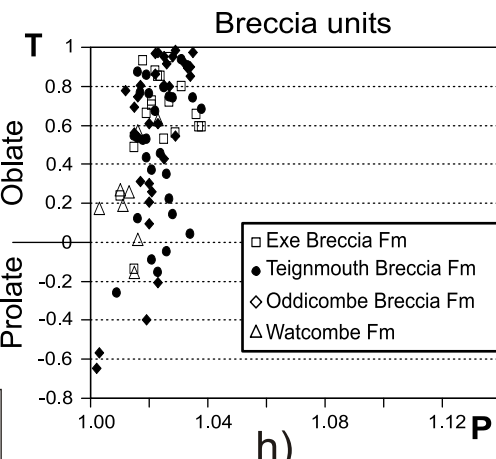 Breccia units
T
1
0.8
0.6
0.4
0.2
0
-0.2
-0.4
-0.6
-0.8
Oblate
Prolate
Exe Breccia Fm
Teignmouth Breccia Fm
Oddicombe Breccia Fm
Watcombe Fm
1.00 1.04 1.08 1.12 P
h)